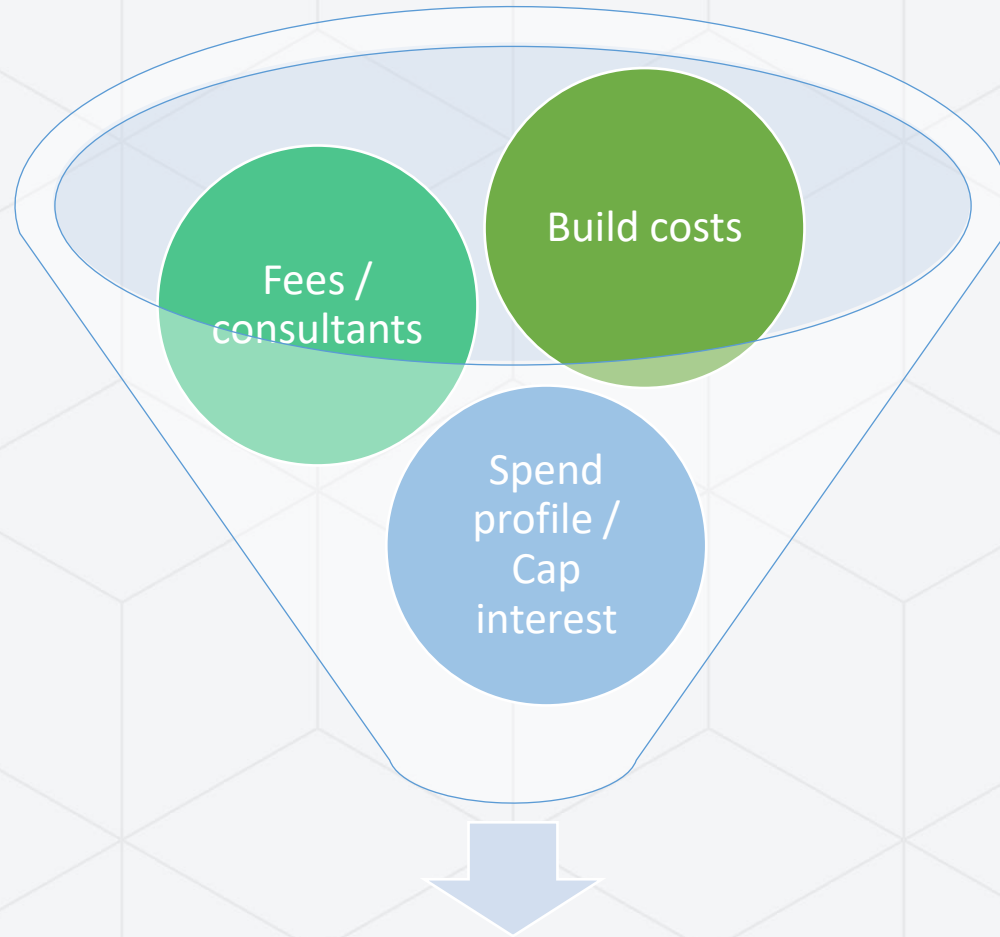 Build costs
Fees /
consultants
Spend
profile /
Cap
interest